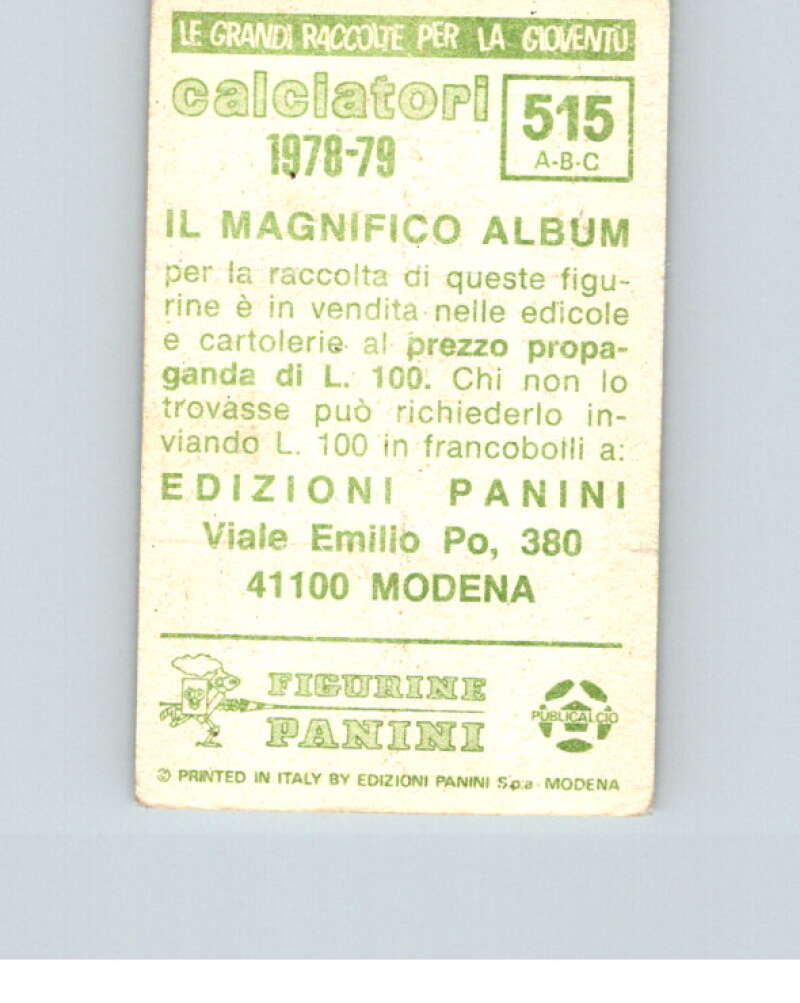 LE GRANDI RACCOLTE PER LA GIOVENTÙ
calciatori
1978-79
515
A-B-C
IL MAGNIFICO ALBUM
per la raccolta di queste figu-
rine è in vendita nelle edicole
e cartolerie al prezzo propa-
ganda di L. 100. Chi non lo
trovasse può richiederlo in-
viando L. 100 in francobolli a:
EDIZIONI PANINI
Viale Emilio Po, 380
41100 MODENA
FIGURINE
PANINI
PUBLICALCIO
© PRINTED IN ITALY BY EDIZIONI PANINI S.p.a - MODENA